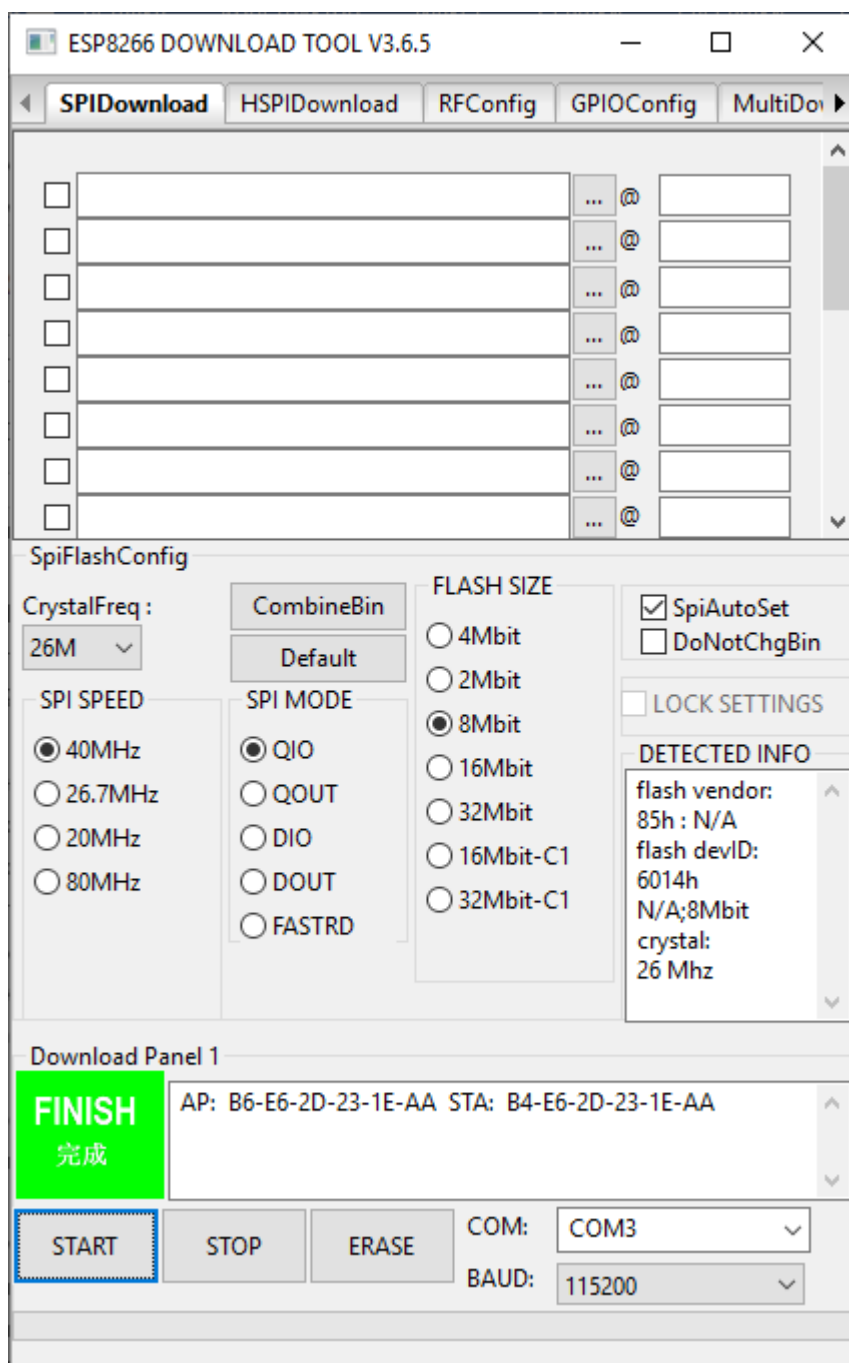 ESP8266 DOWNLOAD TOOL V3.6.5
SPIDownload HSPIDownload RFConfig GPIOConfig MultiDo
... @
... @
... @
... @
... @
... @
... @
... @
SpiFlashConfig
CrystalFreq :
26M
CombineBin
Default
SPI SPEED
40MHz
26.7MHz
20MHz
80MHz
SPI MODE
QIO
QOUT
DIO
DOUT
FASTRD
FLASH SIZE
4Mbit
2Mbit
8Mbit
16Mbit
32Mbit
16Mbit-C1
32Mbit-C1
SpiAutoSet
DoNotChgBin
LOCK SETTINGS
DETECTED INFO
flash vendor:
85h : N/A
flash devID:
6014h
N/A;8Mbit
crystal:
26 Mhz
Download Panel 1
FINISH
完成
AP: B6-E6-2D-23-1E-AA STA: B4-E6-2D-23-1E-AA
START STOP ERASE
COM: COM3
BAUD: 115200